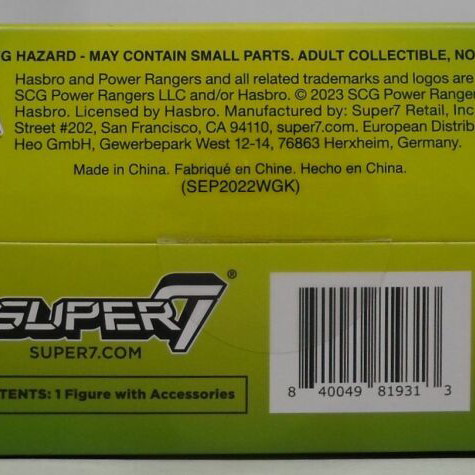 G HAZARD - MAY CONTAIN SMALL PARTS. ADULT COLLECTIBLE, NO
Hasbro and Power Rangers and all related trademarks and logos are
SCG Power Rangers LLC and/or Hasbro. © 2023 SCG Power Ranger
Hasbro. Licensed by Hasbro. Manufactured by: Super7 Retail, Inc
Street #202, San Francisco, CA 94110, super7.com. European Distrib
Heo GmbH, Gewerbepark West 12-14, 76863 Herxheim, Germany.
Made in China. Fabriqué en Chine. Hecho en China.
(SEP2022WGK)
SUPER7®
SUPER7.COM
TENTS: 1 Figure with Accessories
8 40049 81931 3